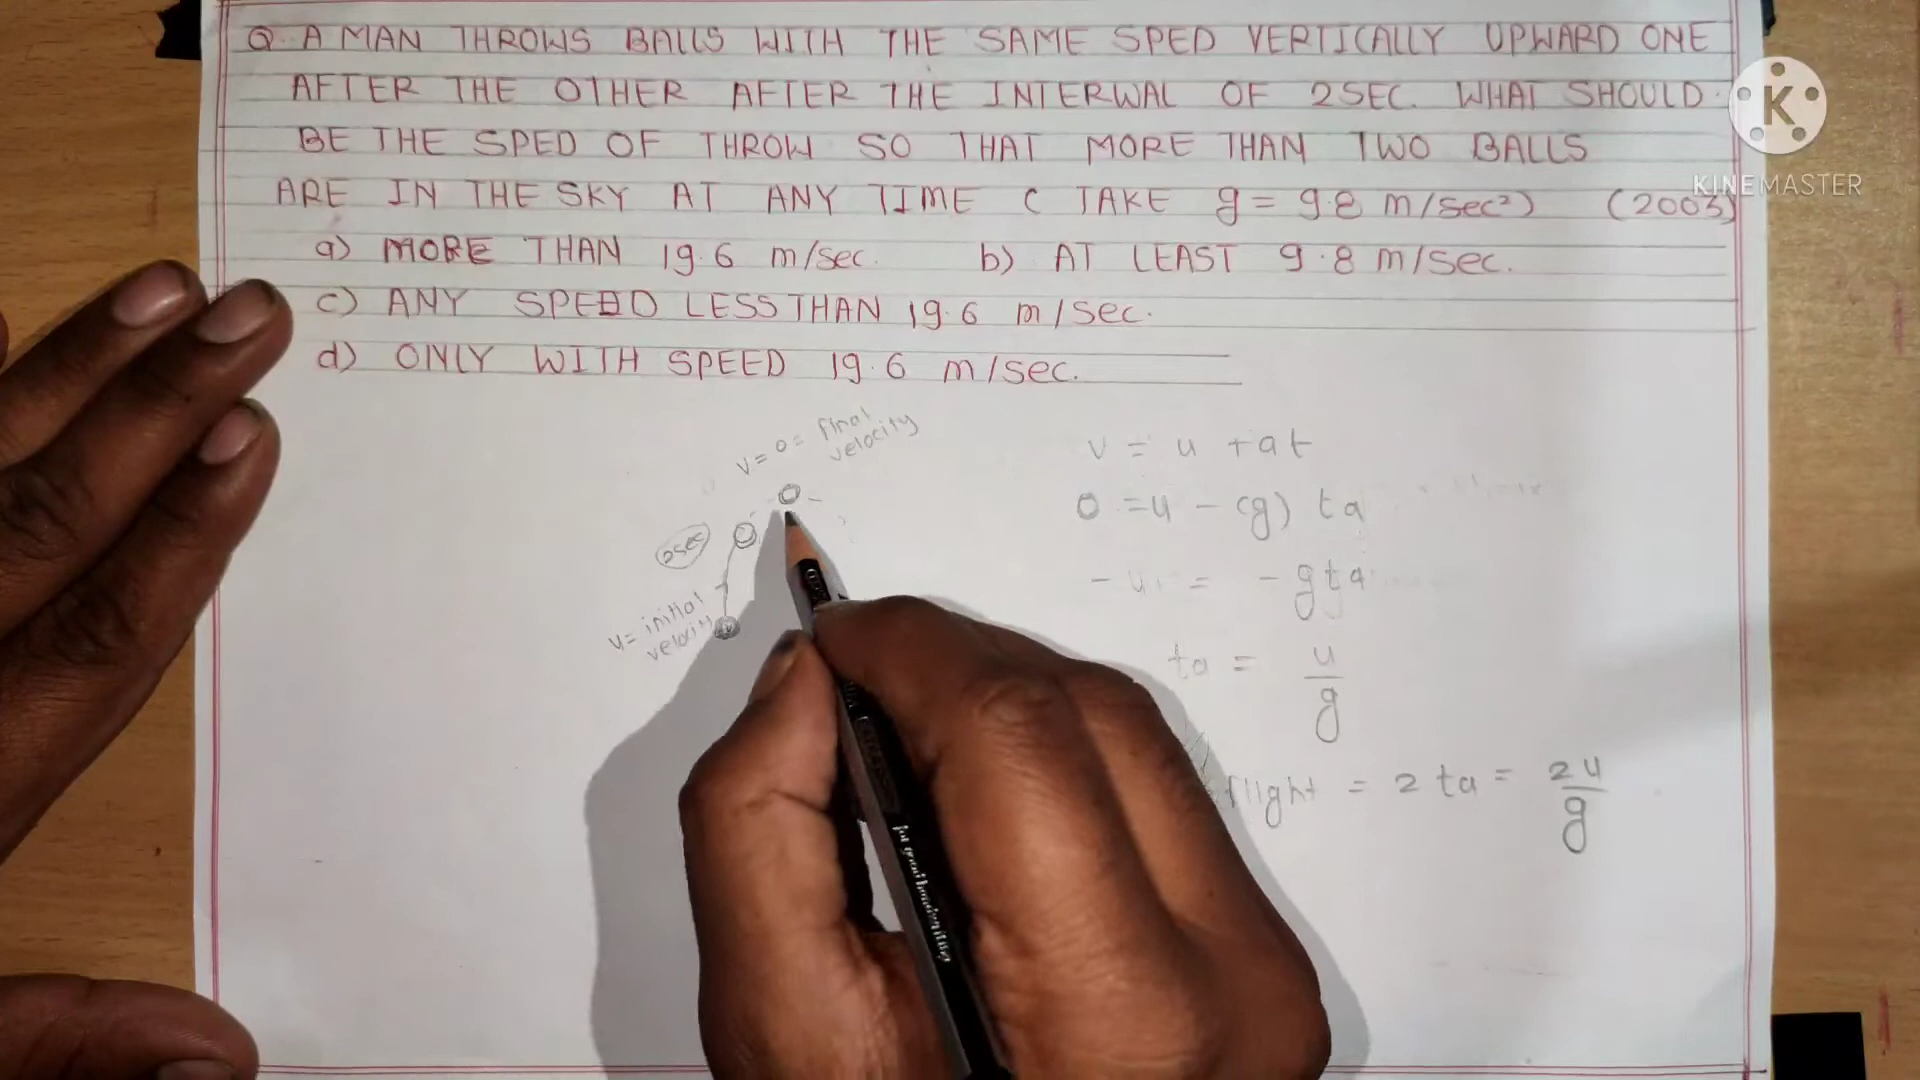 Q. A MAN THROWS BALLS WITH THE SAME SPED VERTICALLY UPWARD ONE
AFTER THE OTHER AFTER THE INTERWAL OF 2SEC. WHAT SHOULD
BE THE SPED OF THROW SO THAT MORE THAN TWO BALLS
ARE IN THE SKY AT ANY TIME ( TAKE g = 9.8 m/sec²) (2003)
a) MORE THAN 19.6 m/sec. b) AT LEAST 9.8 m/sec.
c) ANY SPEED LESS THAN 19.6 m/sec.
d) ONLY WITH SPEED 19.6 m/sec.
K
KINEMASTER
v = 0 = final
velocity
2sec
u = initial
velocity
v = u + at
0 = u - (g) ta
- u = - gta
ta = u/g
flight = 2 ta = 2u/g
for good handwriting